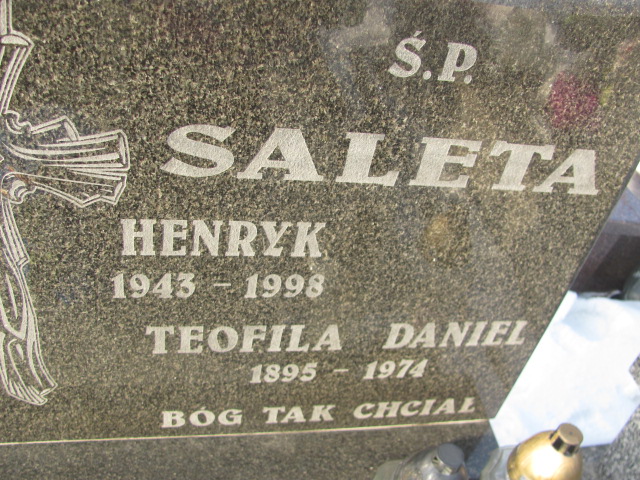 Ś.P.
SALETA
HENRYK
1943 - 1998
TEOFILA DANIEL
1895 - 1974
BÓG TAK CHCIAŁ